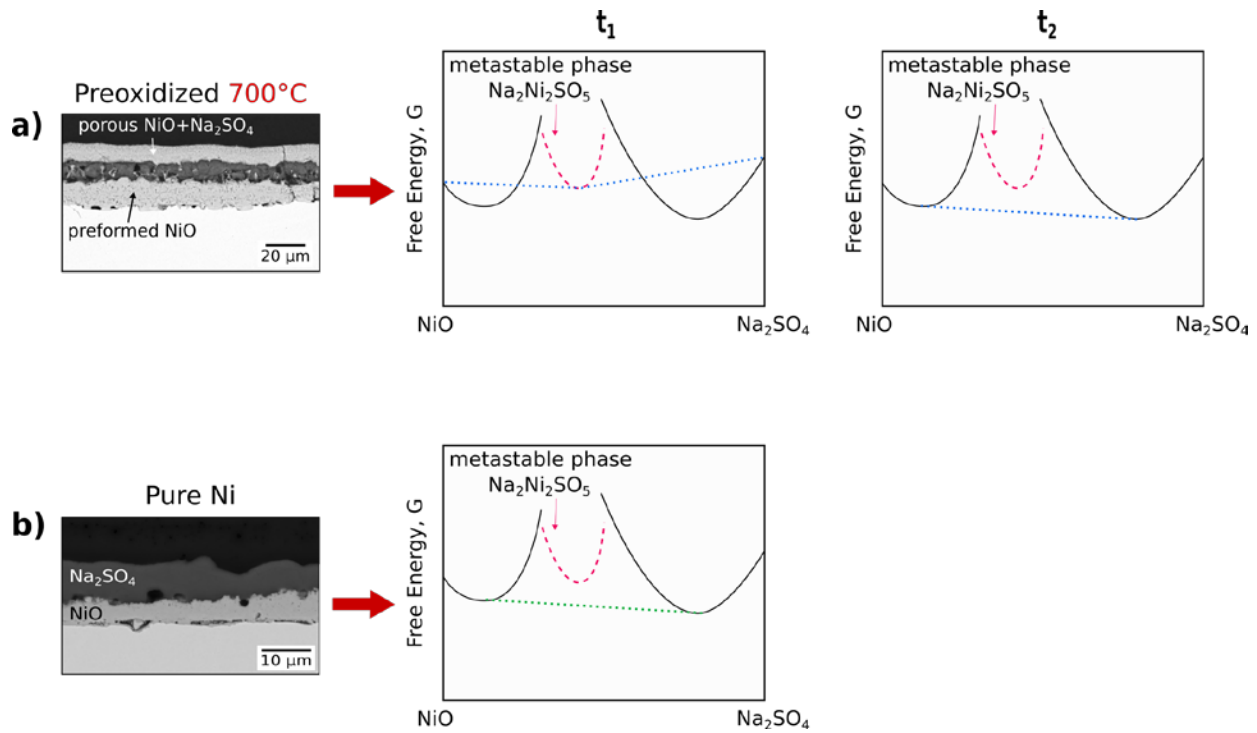 t₁
t₂
a)
Preoxidized 700°C
porous NiO+Na₂SO₄
preformed NiO
20 μm
metastable phase
Na₂Ni₂SO₅
Free Energy, G
NiO
Na₂SO₄
metastable phase
Na₂Ni₂SO₅
Free Energy, G
NiO
Na₂SO₄
b)
Pure Ni
Na₂SO₄
NiO
10 μm
metastable phase
Na₂Ni₂SO₅
Free Energy, G
NiO
Na₂SO₄